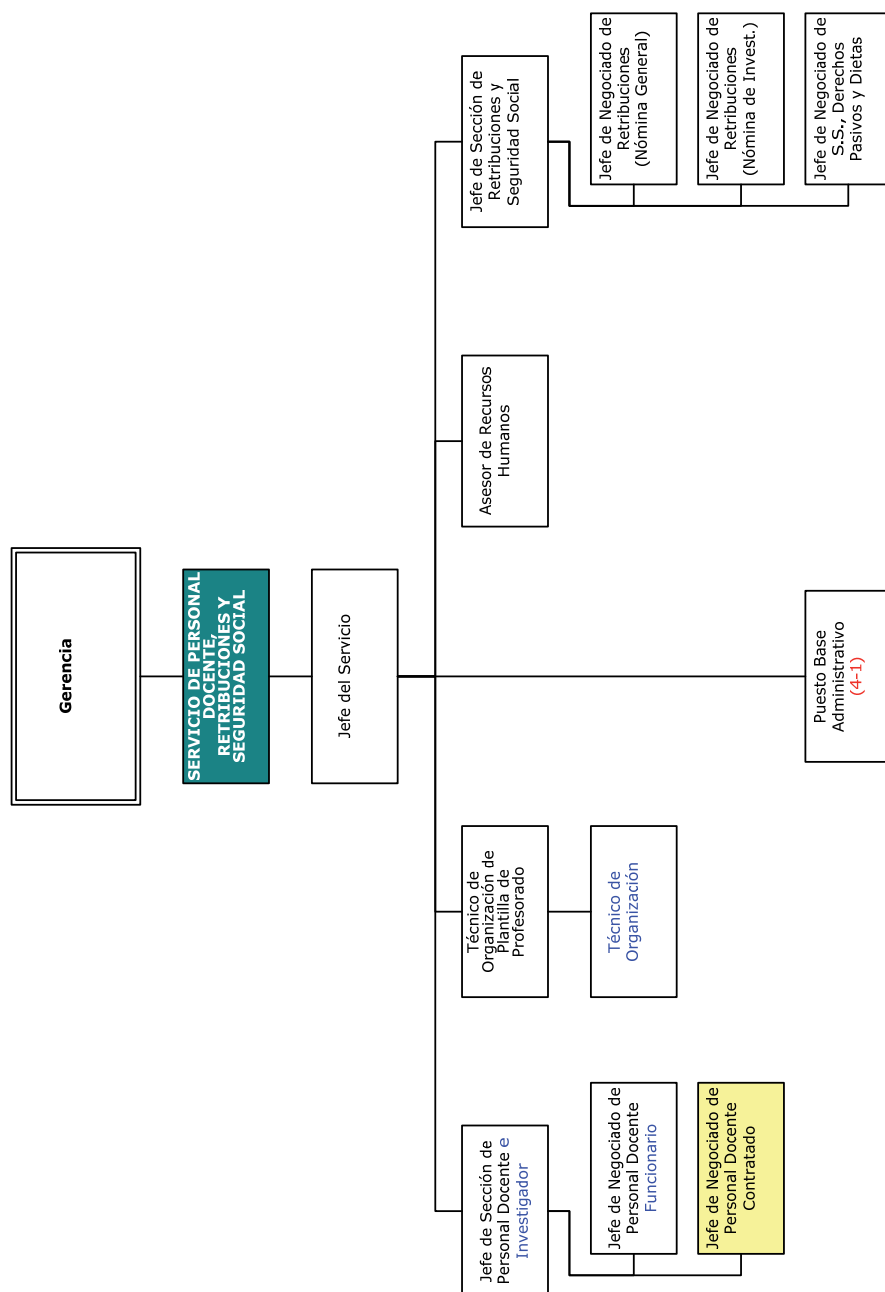 Gerencia
SERVICIO DE PERSONAL
DOCENTE,
RETRIBUCIONES Y
SEGURIDAD SOCIAL
Jefe del Servicio
Jefe de Sección de
Personal Docente e
Investigador
Técnico de
Organización de
Plantilla de
Profesorado
Asesor de Recursos
Humanos
Jefe de Sección de
Retribuciones y
Seguridad Social
Jefe de Negociado de
Personal Docente
Funcionario
Técnico de
Organización
Jefe de Negociado de
Retribuciones
(Nómina General)
Jefe de Negociado de
Personal Docente
Contratado
Jefe de Negociado de
Retribuciones
(Nómina de Invest.)
Puesto Base
Administrativo
(4-1)
Jefe de Negociado de
S.S., Derechos
Pasivos y Dietas